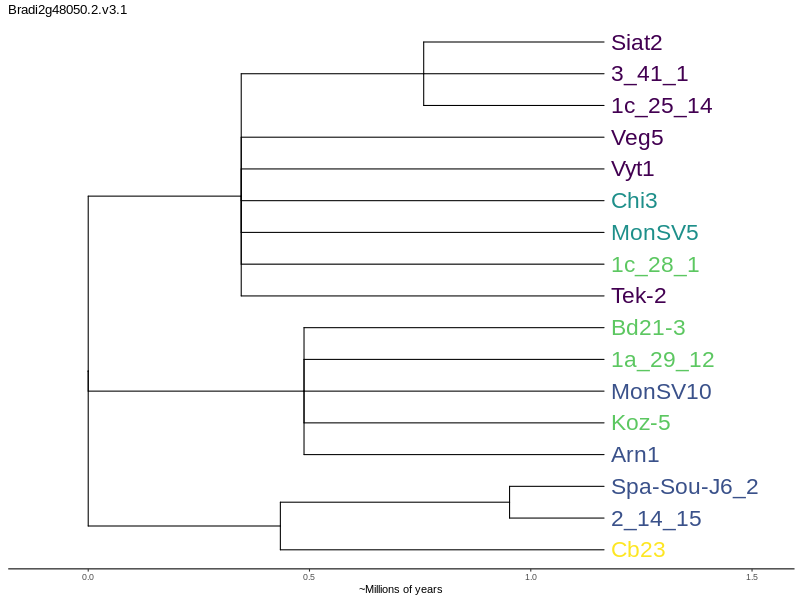 Bradi2g48050.2.v3.1
Siat2
3_41_1
1c_25_14
Veg5
Vyt1
Chi3
MonSV5
1c_28_1
Tek-2
Bd21-3
1a_29_12
MonSV10
Koz-5
Arn1
Spa-Sou-J6_2
2_14_15
Cb23
0.0 0.5 1.0 1.5
~Millions of years